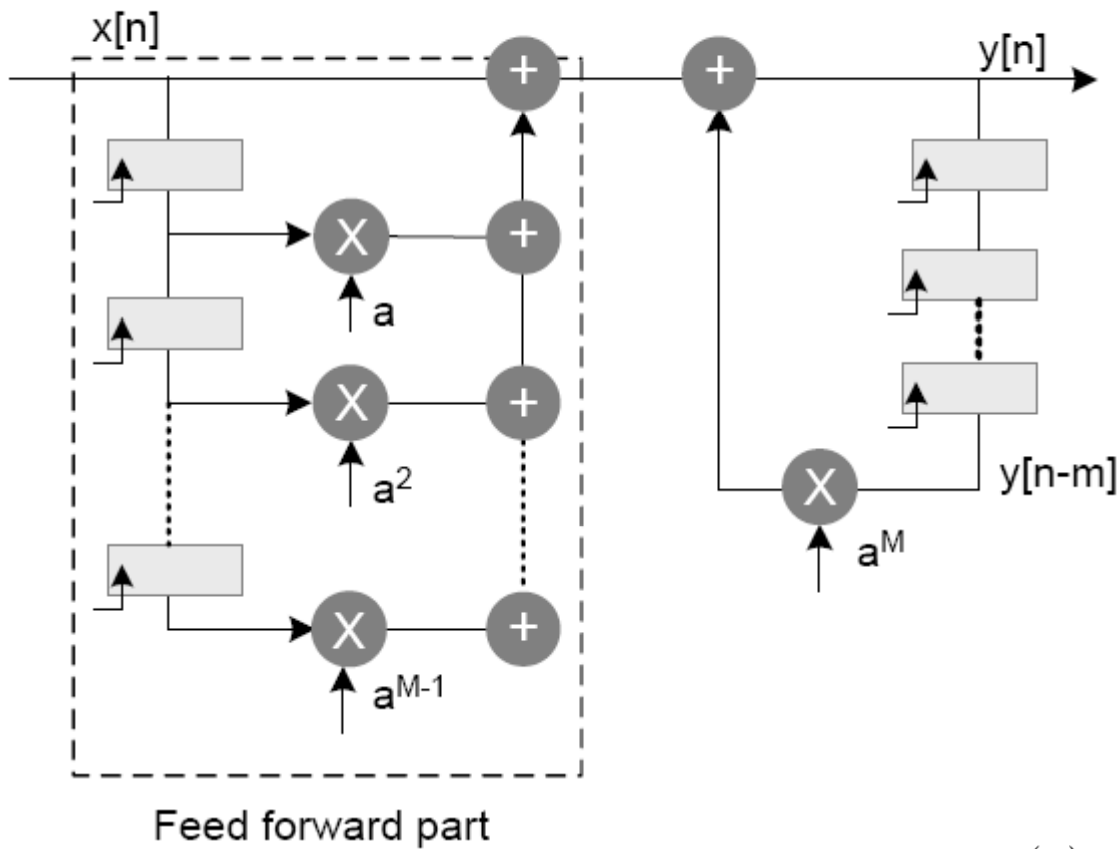 x[n]
y[n]
+
+
X
+
a
X
+
a²
y[n-m]
X
aᴹ
X
+
aᴹ⁻¹
Feed forward part